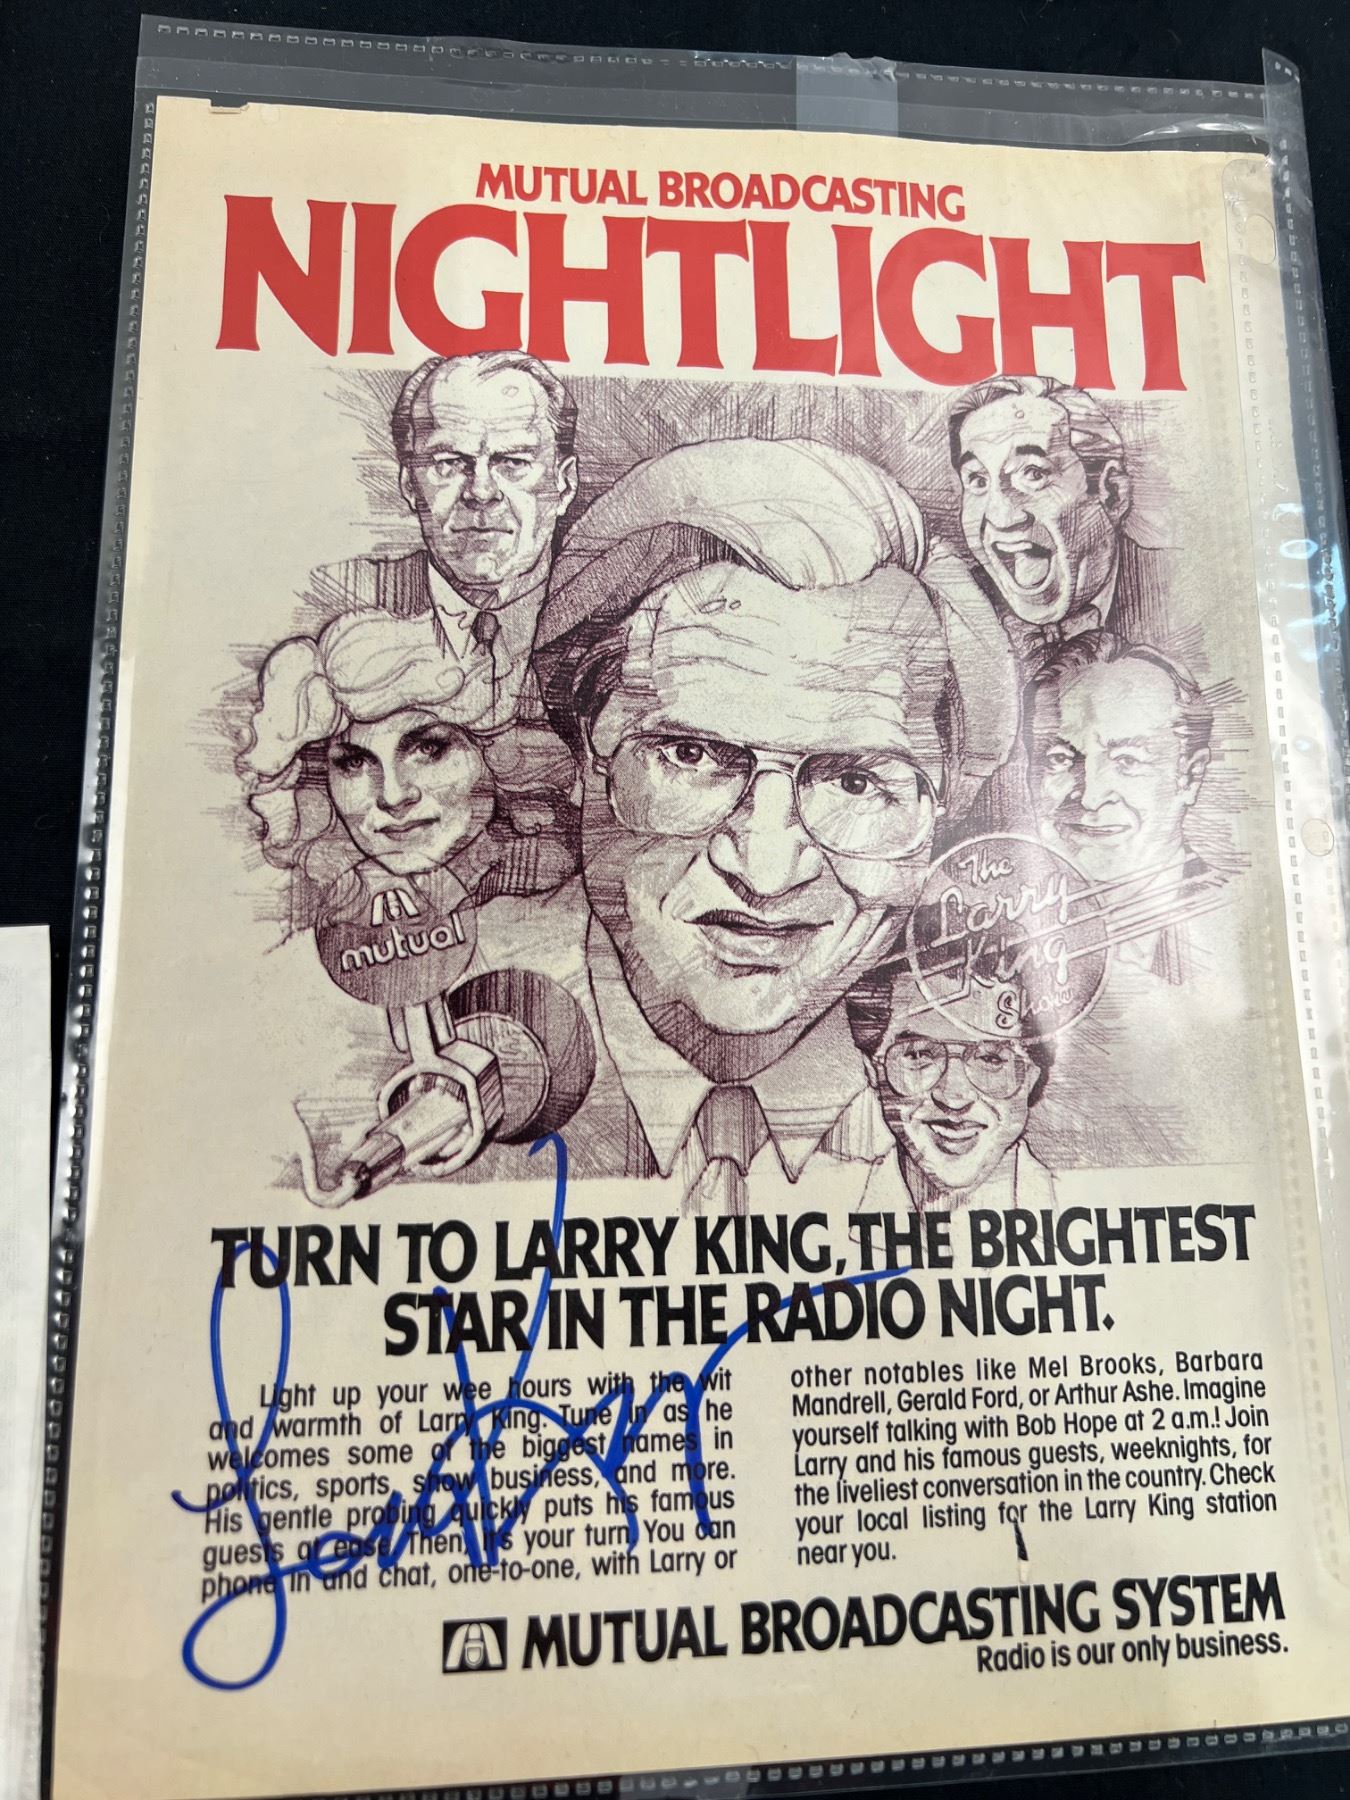 MUTUAL BROADCASTING
NIGHTLIGHT
mutual
The
Larry
King
Show
TURN TO LARRY KING, THE BRIGHTEST
STAR IN THE RADIO NIGHT.
Light up your wee hours with the wit
and warmth of Larry King. Tune in as he
welcomes some of the biggest names in
politics, sports, show business, and more.
His gentle probing quickly puts his famous
guests at ease. Then, it's your turn. You can
phone in and chat, one-to-one, with Larry or
other notables like Mel Brooks, Barbara
Mandrell, Gerald Ford, or Arthur Ashe. Imagine
yourself talking with Bob Hope at 2 a.m.! Join
Larry and his famous guests, weeknights, for
the liveliest conversation in the country. Check
your local listing for the Larry King station
near you.
MUTUAL BROADCASTING SYSTEM
Radio is our only business.